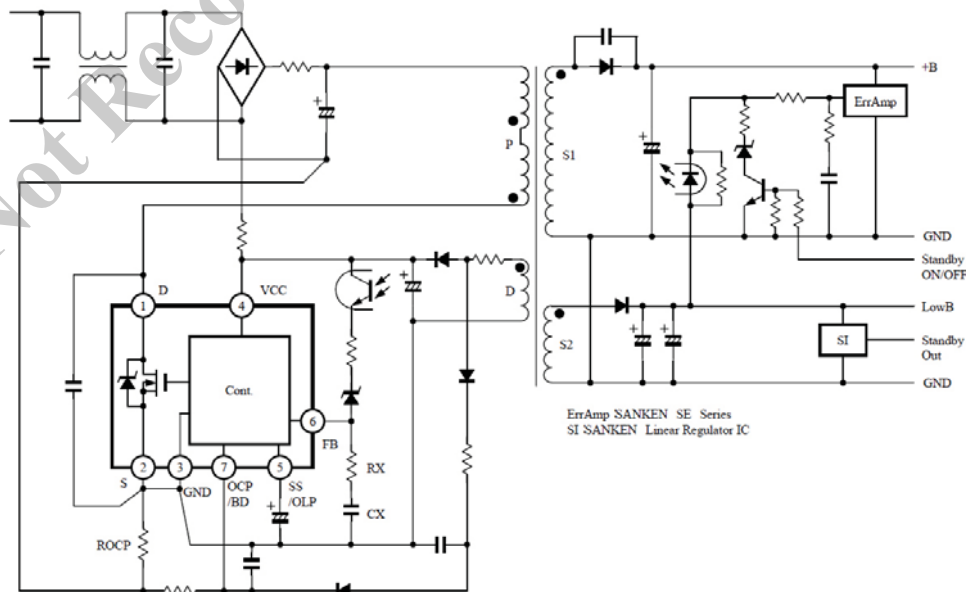 Not Reco
+B
ErrAmp
P
S1
GND
Standby
ON/OFF
D
VCC
D
LowB
1
4
S2
SI
Standby
Out
Cont.
GND
6
FB
ErrAmp SANKEN SE Series
SI SANKEN Linear Regulator IC
RX
2
3
7
5
S
GND
OCP
/BD
SS
/OLP
CX
ROCP